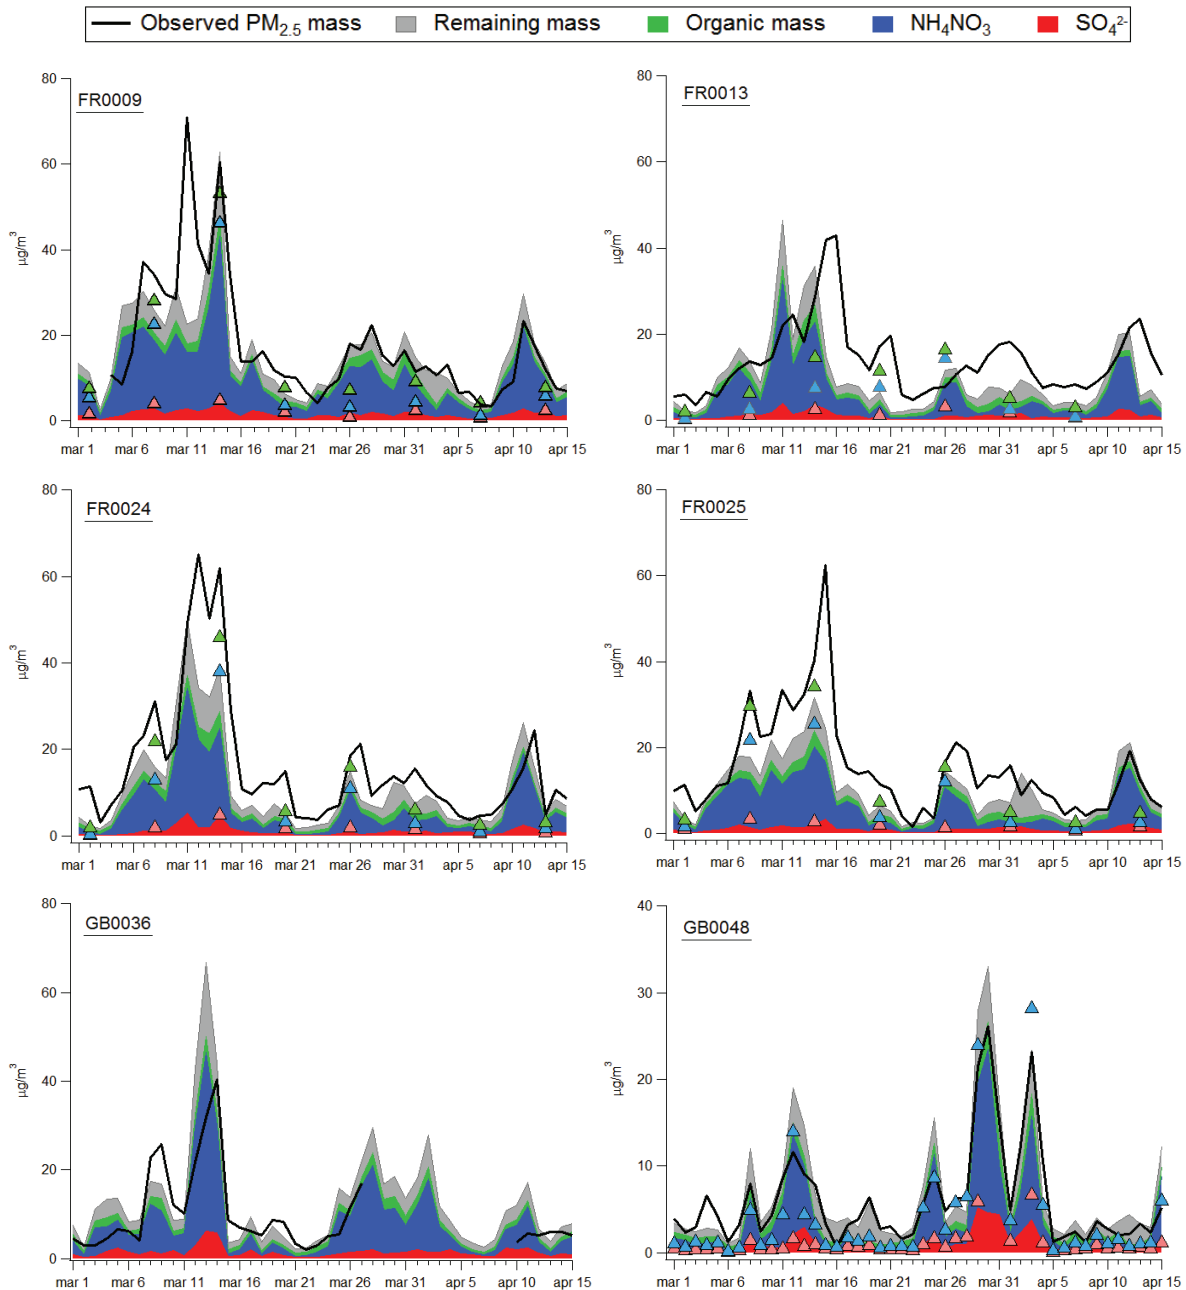 Observed PM2.5 mass Remaining mass Organic mass NH4NO3 SO42-
FR0009
80
60
40
20
0
μg/m3
mar 1 mar 6 mar 11 mar 16 mar 21 mar 26 mar 31 apr 5 apr 10 apr 15
FR0013
80
60
40
20
0
μg/m3
mar 1 mar 6 mar 11 mar 16 mar 21 mar 26 mar 31 apr 5 apr 10 apr 15
FR0024
80
60
40
20
0
μg/m3
mar 1 mar 6 mar 11 mar 16 mar 21 mar 26 mar 31 apr 5 apr 10 apr 15
FR0025
80
60
40
20
0
μg/m3
mar 1 mar 6 mar 11 mar 16 mar 21 mar 26 mar 31 apr 5 apr 10 apr 15
GB0036
80
60
40
20
0
μg/m3
mar 1 mar 6 mar 11 mar 16 mar 21 mar 26 mar 31 apr 5 apr 10 apr 15
GB0048
40
30
20
10
0
μg/m3
mar 1 mar 6 mar 11 mar 16 mar 21 mar 26 mar 31 apr 5 apr 10 apr 15